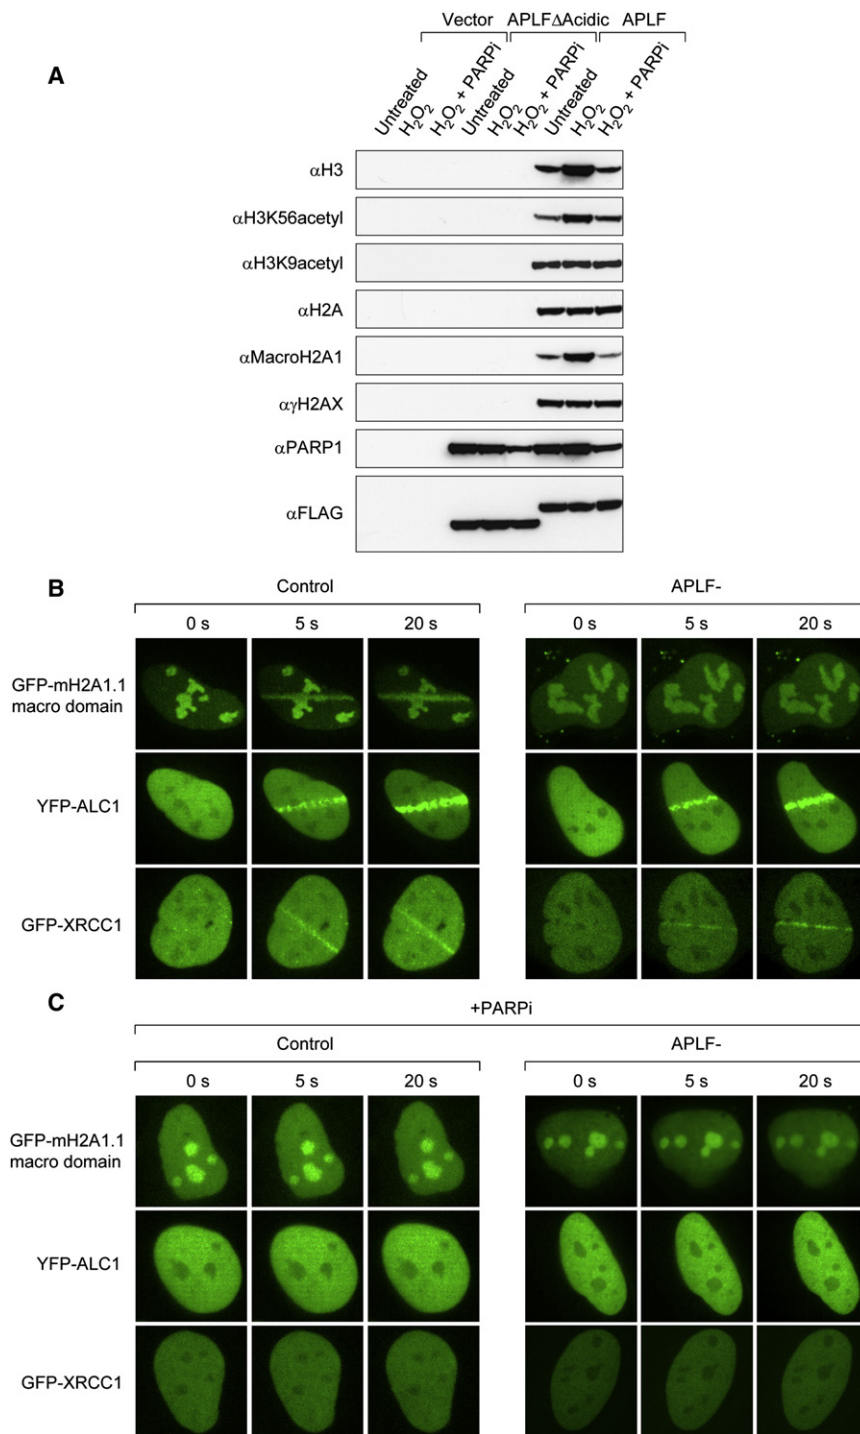 Vector APLFΔAcidic APLF
A
Untreated H₂O₂ H₂O₂ + PARPi Untreated H₂O₂ H₂O₂ + PARPi Untreated H₂O₂ H₂O₂ + PARPi
αH3
αH3K56acetyl
αH3K9acetyl
αH2A
αMacroH2A1
αγH2AX
αPARP1
αFLAG
B
Control APLF-
0 s 5 s 20 s 0 s 5 s 20 s
GFP-mH2A1.1
macro domain
YFP-ALC1
GFP-XRCC1
C
+PARPi
Control APLF-
0 s 5 s 20 s 0 s 5 s 20 s
GFP-mH2A1.1
macro domain
YFP-ALC1
GFP-XRCC1